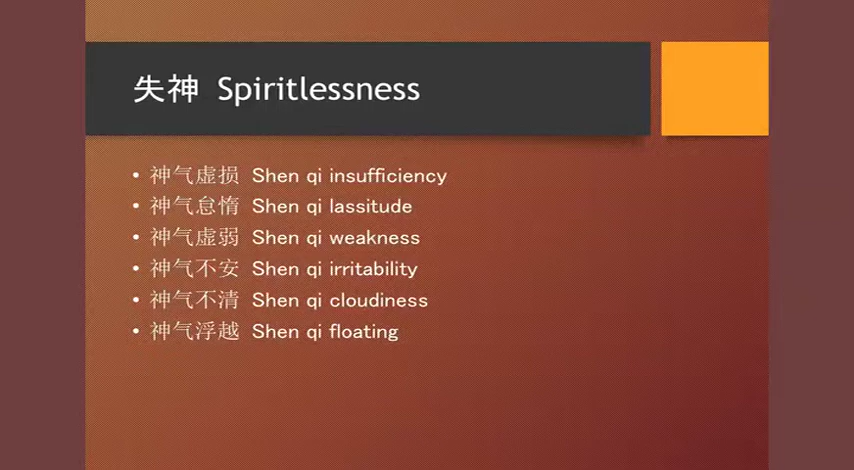 失神 Spiritlessness
• 神气虚损 Shen qi insufficiency
• 神气怠惰 Shen qi lassitude
• 神气虚弱 Shen qi weakness
• 神气不安 Shen qi irritability
• 神气不清 Shen qi cloudiness
• 神气浮越 Shen qi floating